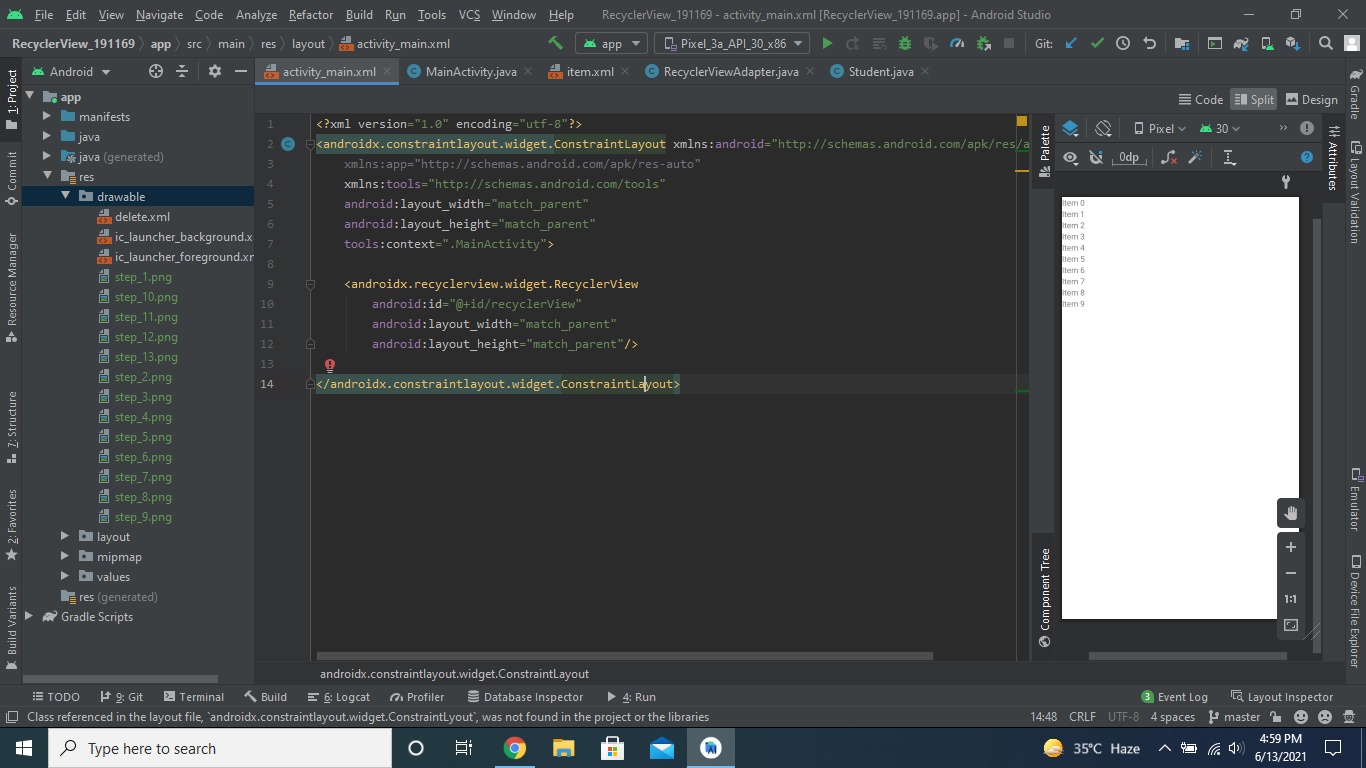 File Edit View Navigate Code Analyze Refactor Build Run Tools VCS Window Help RecyclerView_191169 - activity_main.xml [RecyclerView_191169.app] - Android Studio
RecyclerView_191169 app src main res layout activity_main.xml app Pixel_3a_API_30_x86 Git:
Android activity_main.xml MainActivity.java item.xml RecyclerViewAdapter.java Student.java
Code Split Design
1: Project
Commit
Resource Manager
7: Structure
2: Favorites
Build Variants
app
manifests
java
java (generated)
res
drawable
delete.xml
ic_launcher_background.x
ic_launcher_foreground.xr
step_1.png
step_10.png
step_11.png
step_12.png
step_13.png
step_2.png
step_3.png
step_4.png
step_5.png
step_6.png
step_7.png
step_8.png
step_9.png
layout
mipmap
values
res (generated)
Gradle Scripts
1 <?xml version="1.0" encoding="utf-8"?>
2 <androidx.constraintlayout.widget.ConstraintLayout xmlns:android="http://schemas.android.com/apk/res/a
3 xmlns:app="http://schemas.android.com/apk/res-auto"
4 xmlns:tools="http://schemas.android.com/tools"
5 android:layout_width="match_parent"
6 android:layout_height="match_parent"
7 tools:context=".MainActivity">
8
9 <androidx.recyclerview.widget.RecyclerView
10 android:id="@+id/recyclerView"
11 android:layout_width="match_parent"
12 android:layout_height="match_parent"/>
13
14 </androidx.constraintlayout.widget.ConstraintLayout>
androidx.constraintlayout.widget.ConstraintLayout
Palette
Component Tree
Pixel 30
0dp
Item 0
Item 1
Item 2
Item 3
Item 4
Item 5
Item 6
Item 7
Item 8
Item 9
1:1
Attributes
Gradle
Layout Validation
Emulator
Device File Explorer
TODO 9: Git Terminal Build 6: Logcat Profiler Database Inspector 4: Run 3 Event Log Layout Inspector
Class referenced in the layout file, `androidx.constraintlayout.widget.ConstraintLyout`, was not found in the project or the libraries 14:48 CRLF UTF-8 4 spaces master
Type here to search 35°C Haze 4:59 PM
6/13/2021